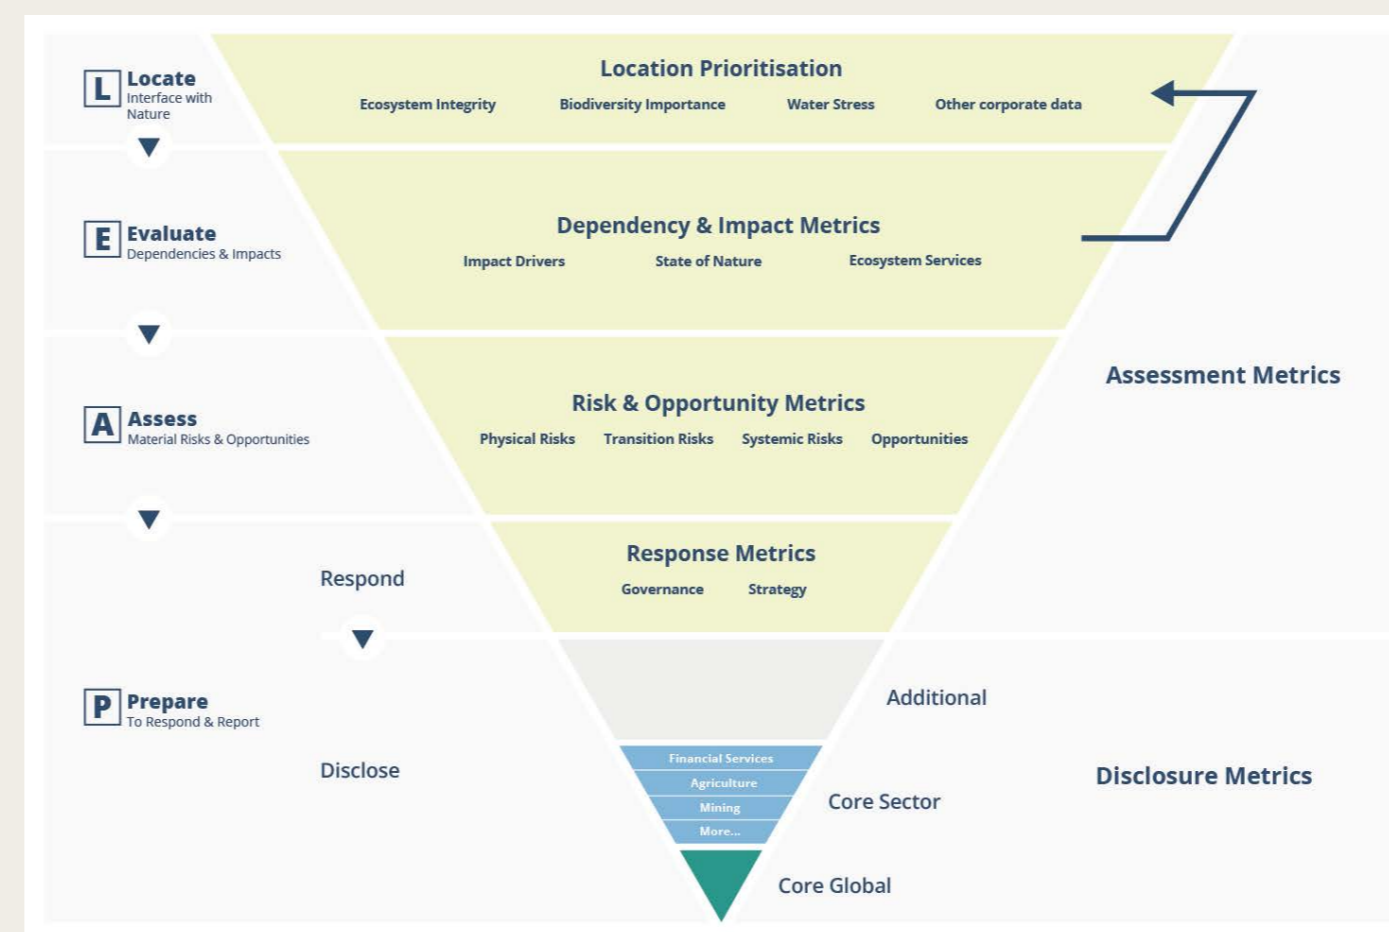 L
Locate
Interface with
Nature
Location Prioritisation
Ecosystem Integrity
Biodiversity Importance
Water Stress
Other corporate data
E
Evaluate
Dependencies & Impacts
Dependency & Impact Metrics
Impact Drivers
State of Nature
Ecosystem Services
A
Assess
Material Risks & Opportunities
Risk & Opportunity Metrics
Physical Risks
Transition Risks
Systemic Risks
Opportunities
Assessment Metrics
Respond
Response Metrics
Governance
Strategy
P
Prepare
To Respond & Report
Disclose
Additional
Financial Services
Agriculture
Mining
More...
Core Sector
Core Global
Disclosure Metrics